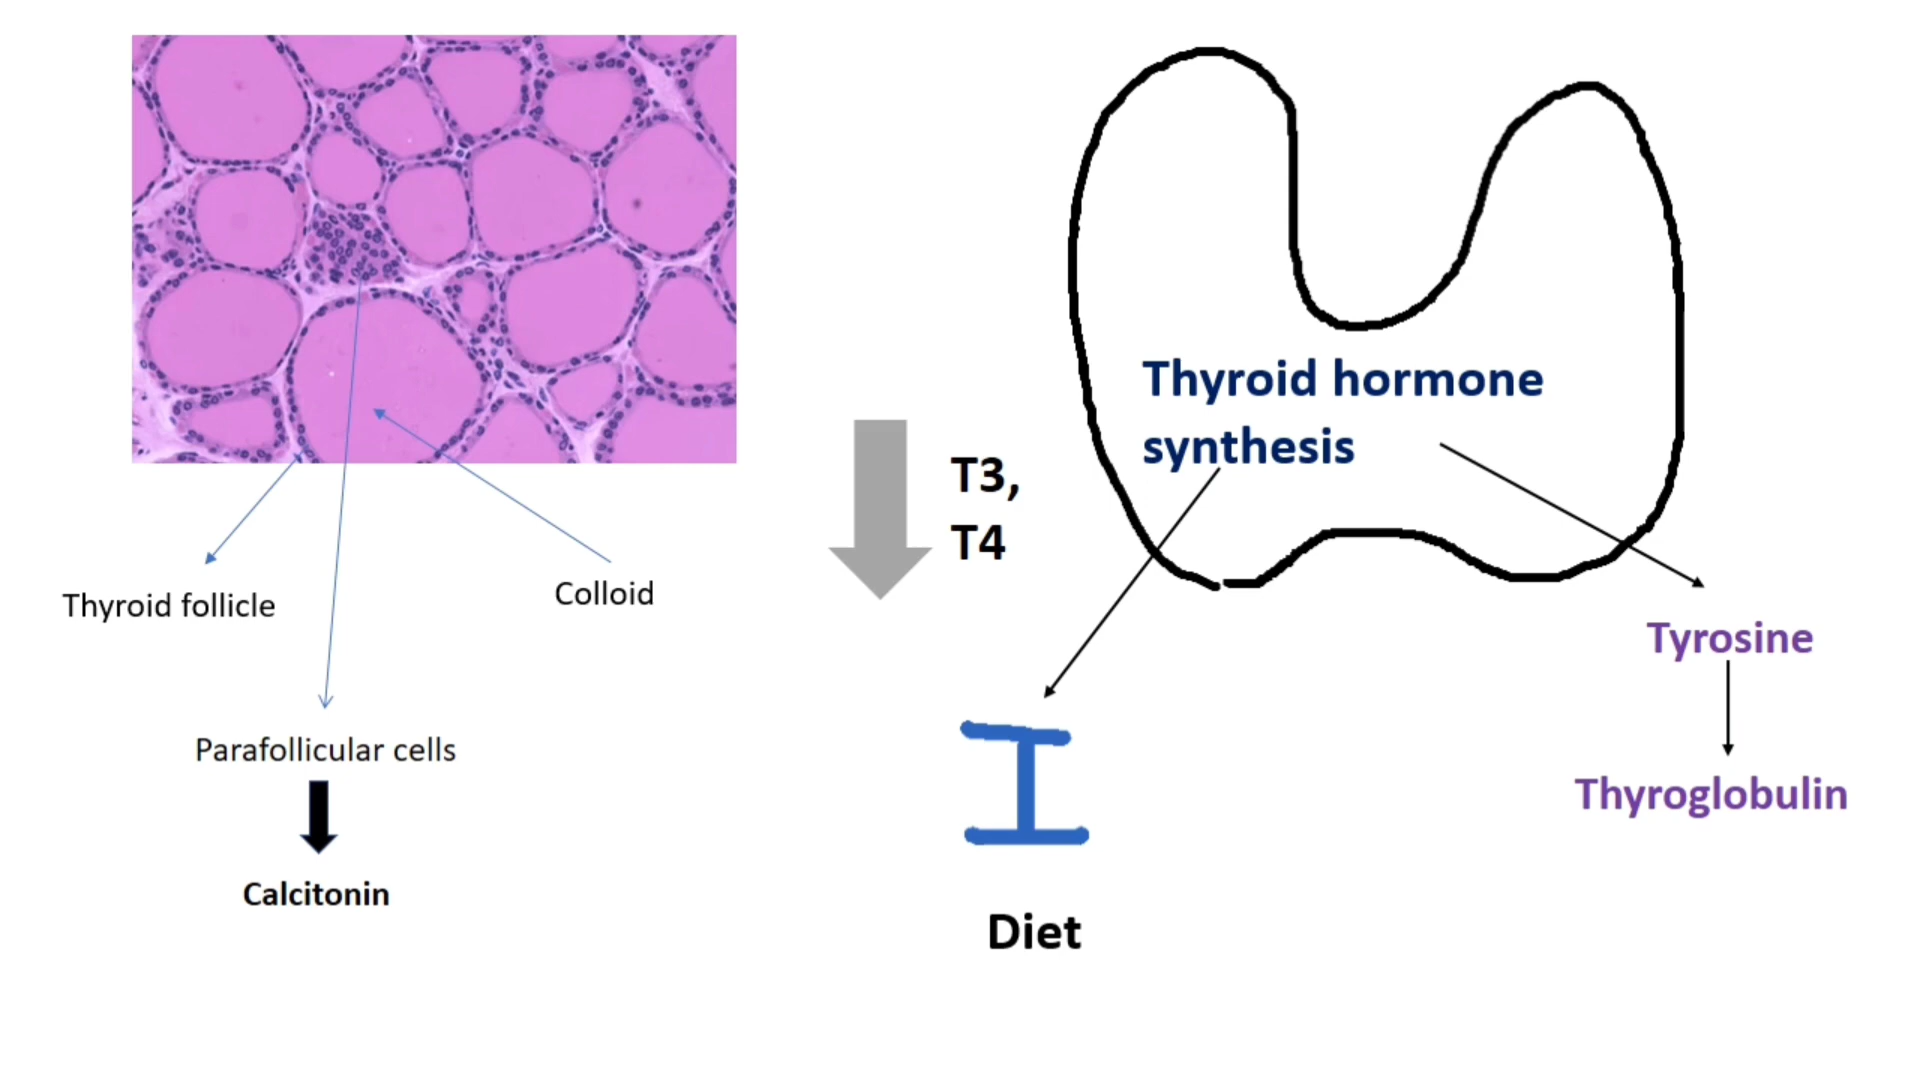 Thyroid follicle
Colloid
Parafollicular cells
Calcitonin
T3,
T4
Thyroid hormone
synthesis
I
Diet
Tyrosine
Thyroglobulin